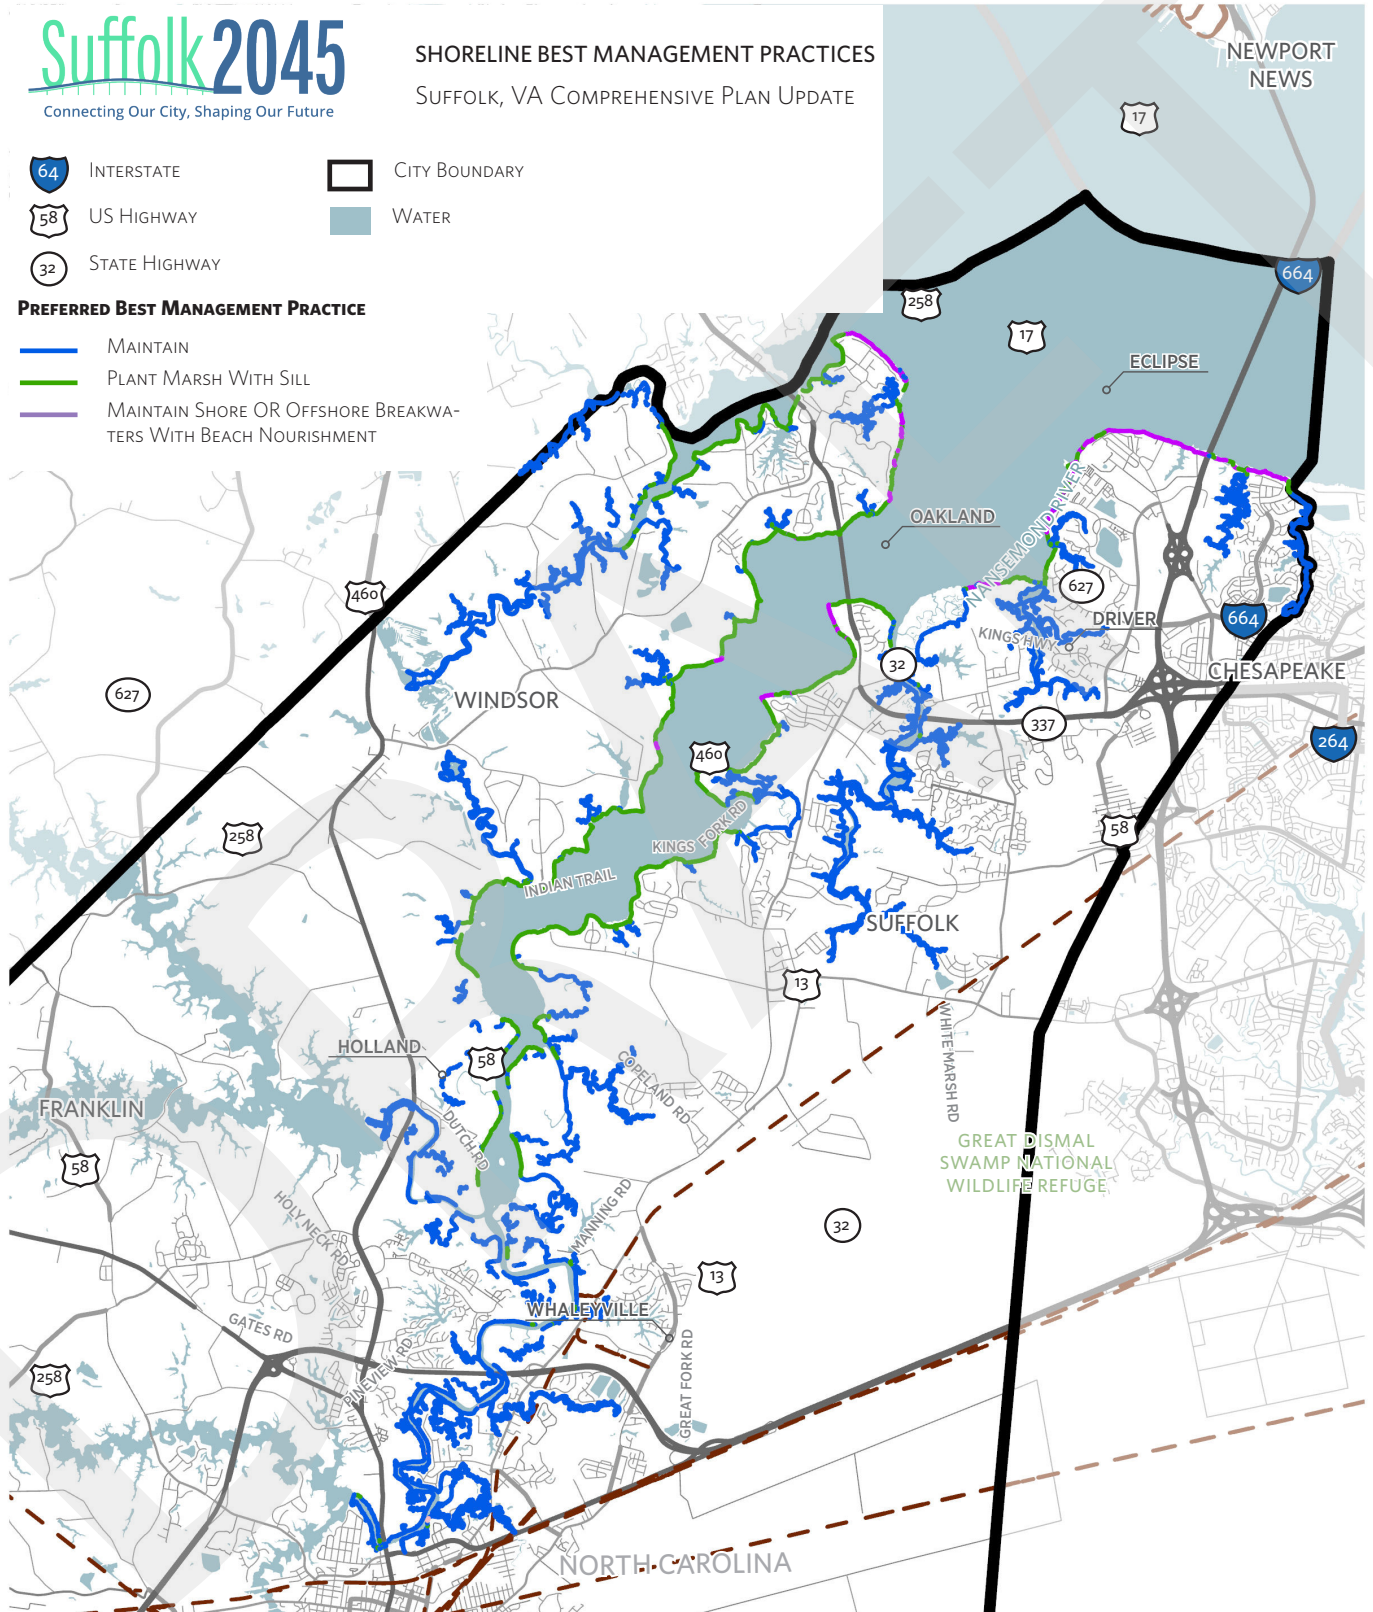 Suffolk 2045
Connecting Our City, Shaping Our Future
SHORELINE BEST MANAGEMENT PRACTICES
SUFFOLK, VA COMPREHENSIVE PLAN UPDATE
64 INTERSTATE
58 US HIGHWAY
32 STATE HIGHWAY
CITY BOUNDARY
WATER
PREFERRED BEST MANAGEMENT PRACTICE
MAINTAIN
PLANT MARSH WITH SILL
MAINTAIN SHORE OR OFFSHORE BREAKWA-
TERS WITH BEACH NOURISHMENT
NEWPORT
NEWS
17
664
258
17
ECLIPSE
OAKLAND
NANSEMOND RIVER
460
627
DRIVER
664
KINGS HWY
32
CHESAPEAKE
627
WINDSOR
337
264
460
258
58
KINGS FORK RD
INDIAN TRAIL
SUFFOLK
13
HOLLAND
58
WHITE MARSH RD
COPELAND RD
FRANKLIN
DUTCH RD
GREAT DISMAL
SWAMP NATIONAL
WILDLIFE REFUGE
58
HOLY NECK RD
MANNING RD
32
13
WHALEYVILLE
GATES RD
PINEVIEW RD
GREAT FORK RD
258
NORTH CAROLINA